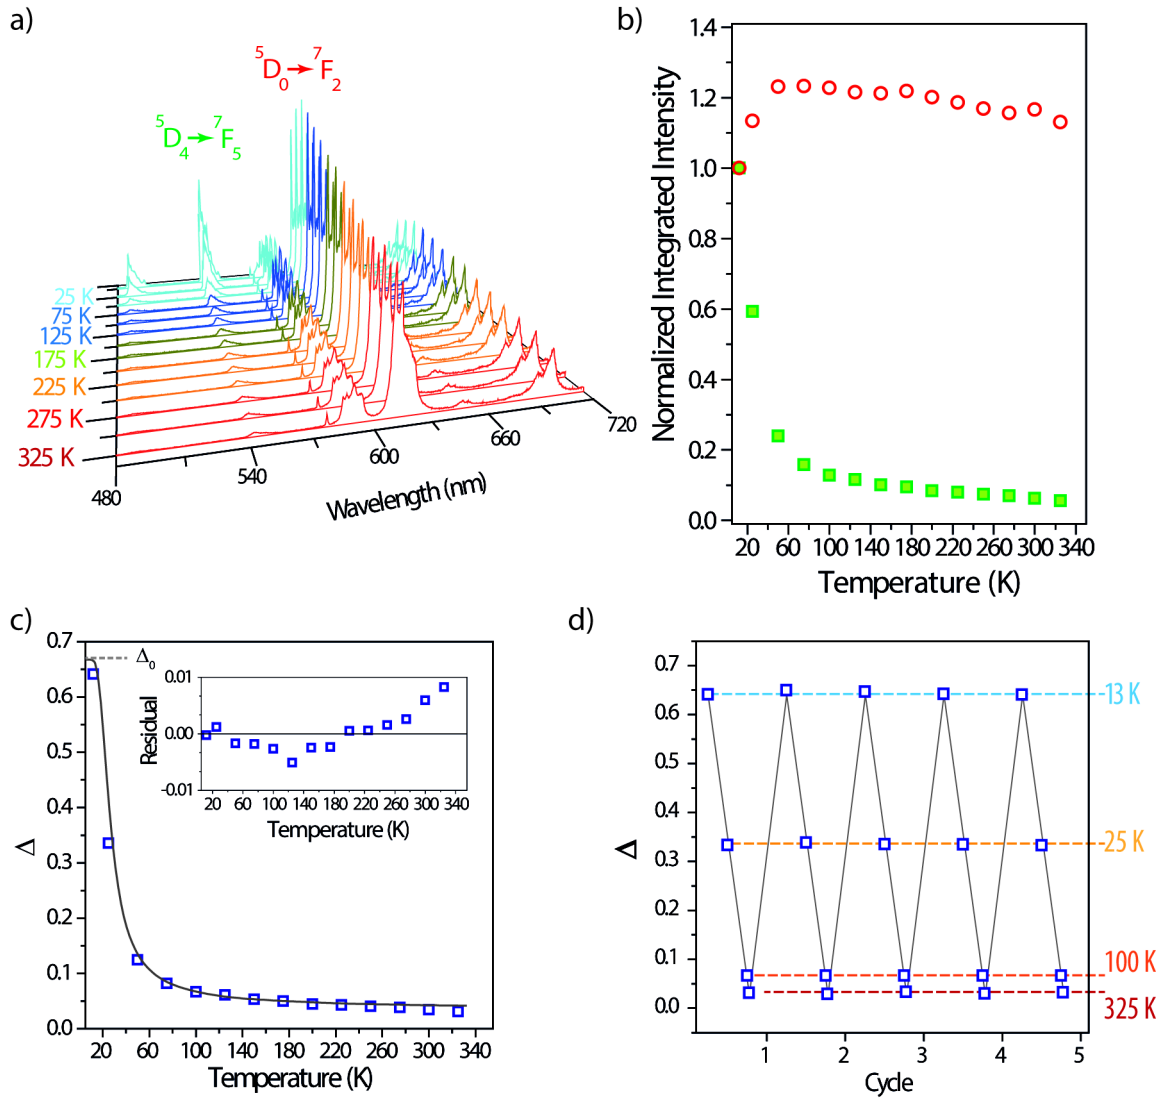 a)
⁵D₀→⁷F₂
⁵D₄→⁷F₅
25 K
75 K
125 K
175 K
225 K
275 K
325 K
480
540
600
660
720
Wavelength (nm)
b)
Normalized Integrated Intensity
1.4
1.2
1.0
0.6
0.4
0.2
0.0
20 60 100 140 180 220 260 300 340
Temperature (K)
c)
Δ
0.7
0.6
0.5
0.4
0.3
0.2
0.1
0.0
Δ₀
Residual
0.01
0.00
-0.01
20 60 100 140 180 220 260 300 340
Temperature (K)
20 60 100 140 180 220 260 300 340
Temperature (K)
d)
Δ
0.7
0.6
0.5
0.4
0.3
0.2
0.1
0.0
13 K
25 K
100 K
325 K
1 2 3 4 5
Cycle